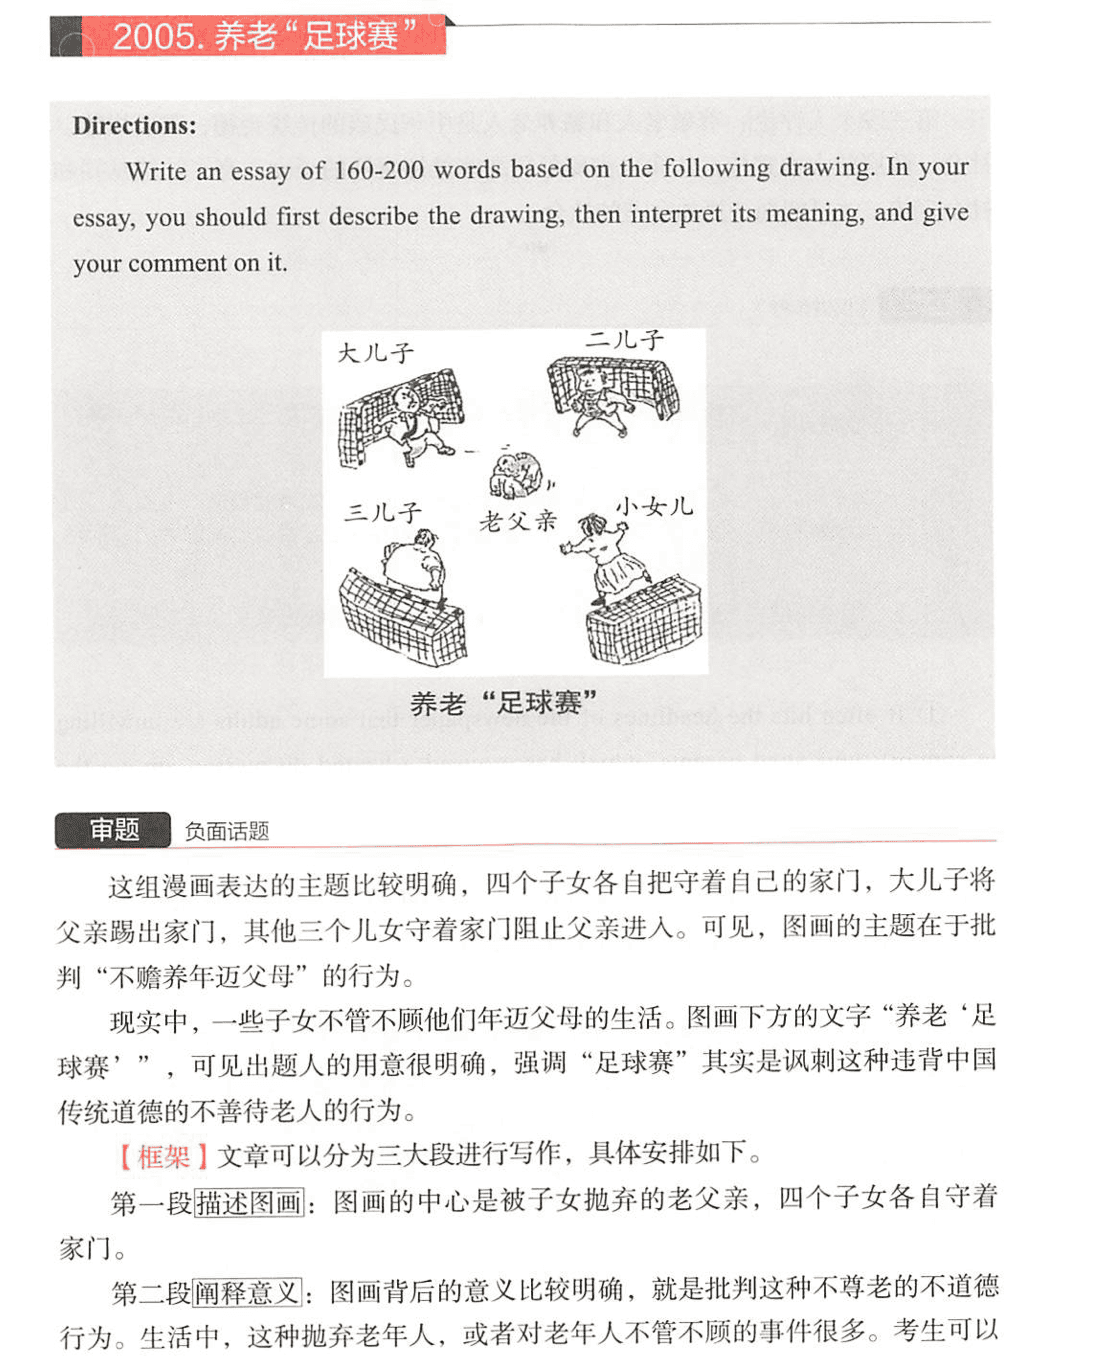 2005. 养老“足球赛”
Directions:
Write an essay of 160-200 words based on the following drawing. In your
essay, you should first describe the drawing, then interpret its meaning, and give
your comment on it.
大儿子
二儿子
三儿子
老父亲
小女儿
养老“足球赛”
审题 负面话题
这组漫画表达的主题比较明确，四个子女各自把守着自己的家门，大儿子将
父亲踢出家门，其他三个儿女守着家门阻止父亲进入。可见，图画的主题在于批
判“不赡养年迈父母”的行为。
现实中，一些子女不管不顾他们年迈父母的生活。图画下方的文字“养老‘足
球赛’”，可见出题人的用意很明确，强调“足球赛”其实是讽刺这种违背中国
传统道德的不善待老人的行为。
【框架】文章可以分为三大段进行写作，具体安排如下。
第一段描述图画：图画的中心是被子女抛弃的老父亲，四个子女各自守着
家门。
第二段阐释意义：图画背后的意义比较明确，就是批判这种不尊老的不道德
行为。生活中，这种抛弃老年人，或者对老年人不管不顾的事件很多。考生可以